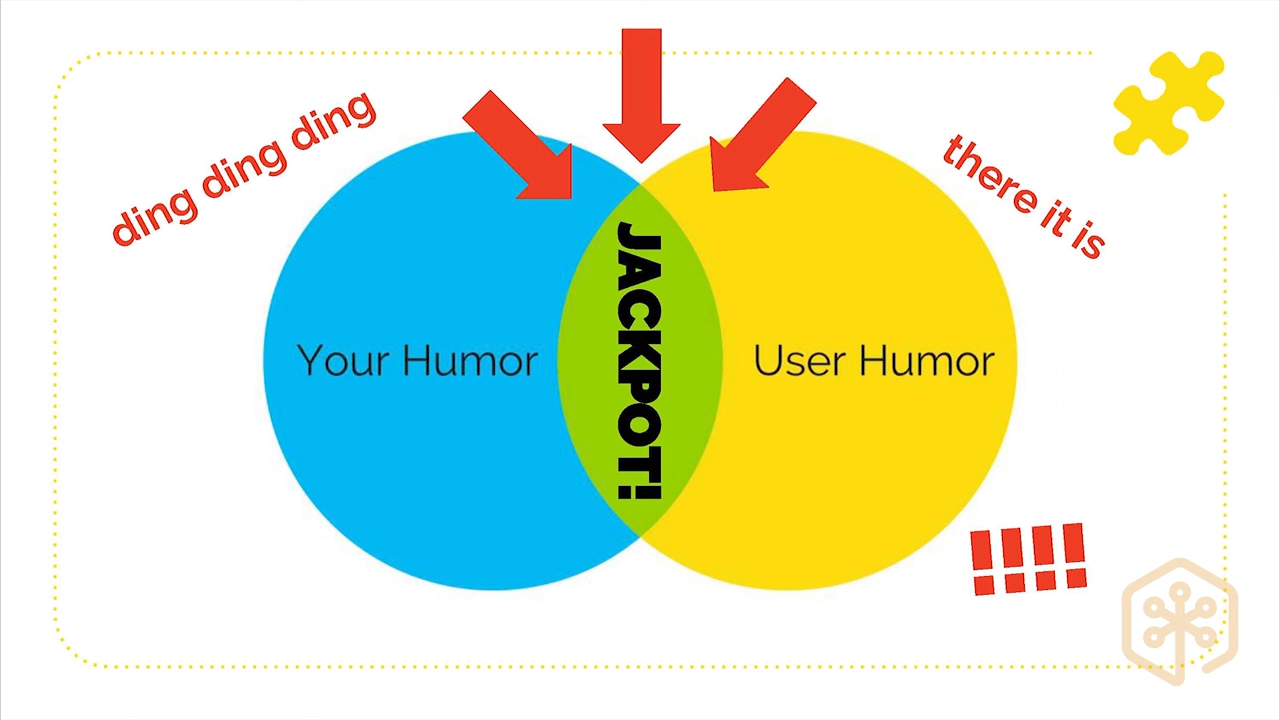 ding ding ding
there it is
JACKPOT!
Your Humor
User Humor
!!!!